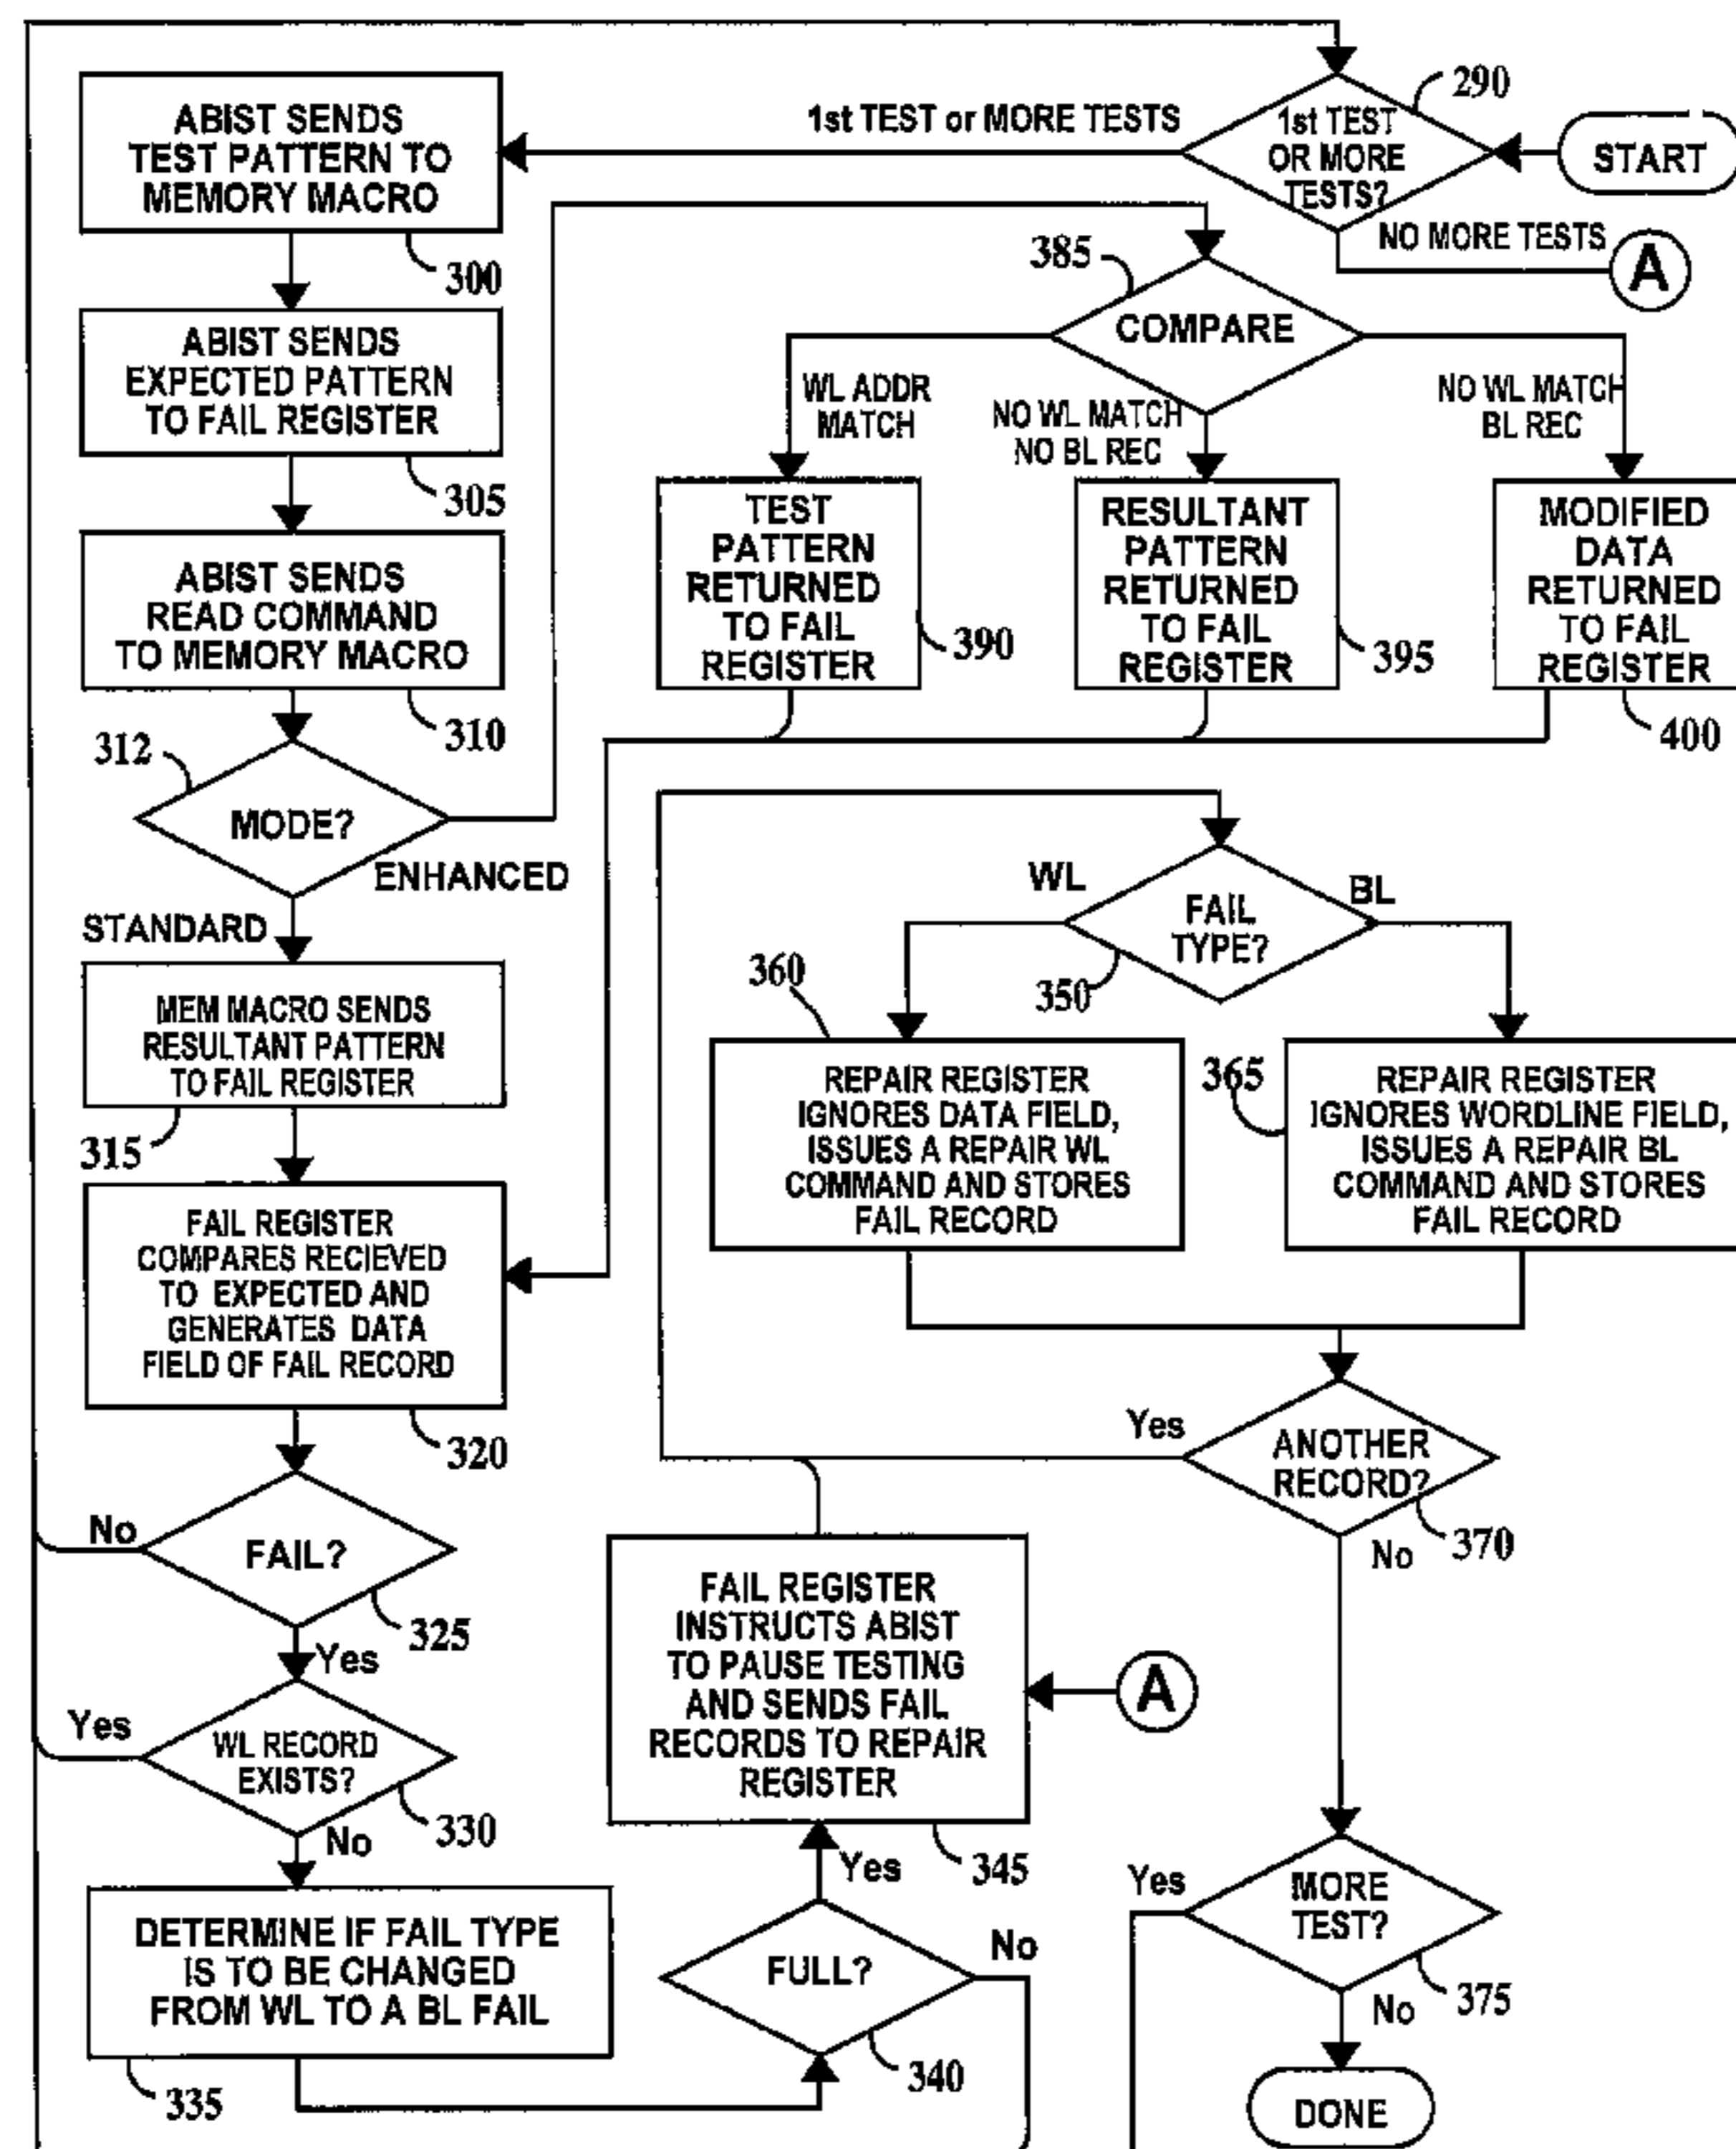 290
1st TEST
OR MORE
TESTS?
START
1st TEST or MORE TESTS
NO MORE TESTS
A
ABIST SENDS
TEST PATTERN TO
MEMORY MACRO
300
ABIST SENDS
EXPECTED PATTERN
TO FAIL REGISTER
305
ABIST SENDS
READ COMMAND
TO MEMORY MACRO
310
312
MODE?
ENHANCED
STANDARD
385
COMPARE
WL ADDR
MATCH
NO WL MATCH
NO BL REC
NO WL MATCH
BL REC
TEST
PATTERN
RETURNED
TO FAIL
REGISTER
390
RESULTANT
PATTERN
RETURNED
TO FAIL
REGISTER
395
MODIFIED
DATA
RETURNED
TO FAIL
REGISTER
400
MEM MACRO SENDS
RESULTANT PATTERN
TO FAIL REGISTER
315
FAIL REGISTER
COMPARES RECIEVED
TO EXPECTED AND
GENERATES DATA
FIELD OF FAIL RECORD
320
No
FAIL?
325
Yes
Yes
WL RECORD
EXISTS?
330
No
DETERMINE IF FAIL TYPE
IS TO BE CHANGED
FROM WL TO A BL FAIL
335
FULL?
No
340
Yes
FAIL REGISTER
INSTRUCTS ABIST
TO PAUSE TESTING
AND SENDS FAIL
RECORDS TO REPAIR
REGISTER
345
A
WL
FAIL
TYPE?
BL
350
360
REPAIR REGISTER
IGNORES DATA FIELD,
ISSUES A REPAIR WL
COMMAND AND STORES
FAIL RECORD
365
REPAIR REGISTER
IGNORES WORDLINE FIELD,
ISSUES A REPAIR BL
COMMAND AND STORES
FAIL RECORD
Yes
ANOTHER
RECORD?
370
No
Yes
MORE
TEST?
375
No
DONE